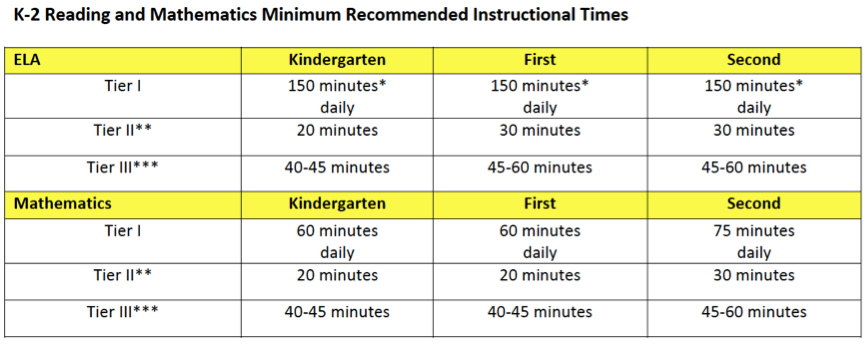 K-2 Reading and Mathematics Minimum Recommended Instructional Times
ELA Kindergarten First Second
Tier I 150 minutes* 150 minutes* 150 minutes*
daily daily daily
Tier II** 20 minutes 30 minutes 30 minutes
Tier III*** 40-45 minutes 45-60 minutes 45-60 minutes
Mathematics Kindergarten First Second
Tier I 60 minutes 60 minutes 75 minutes
daily daily daily
Tier II** 20 minutes 20 minutes 30 minutes
Tier III*** 40-45 minutes 40-45 minutes 45-60 minutes